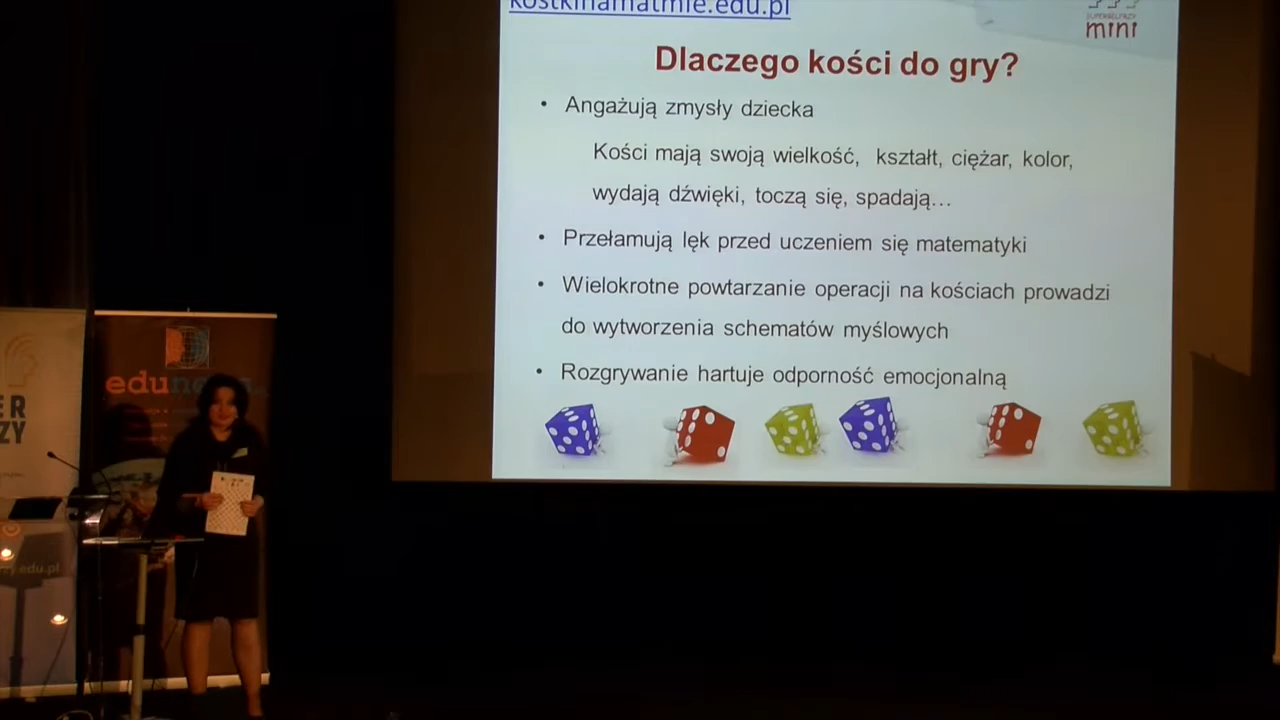 kostkinamatmie.edu.pl
mini
Dlaczego kości do gry?
• Angażują zmysły dziecka
Kości mają swoją wielkość, kształt, ciężar, kolor,
wydają dźwięki, toczą się, spadają…
• Przełamują lęk przed uczeniem się matematyki
• Wielokrotne powtarzanie operacji na kościach prowadzi
do wytworzenia schematów myślowych
• Rozgrywanie hartuje odporność emocjonalną
ER
ZY